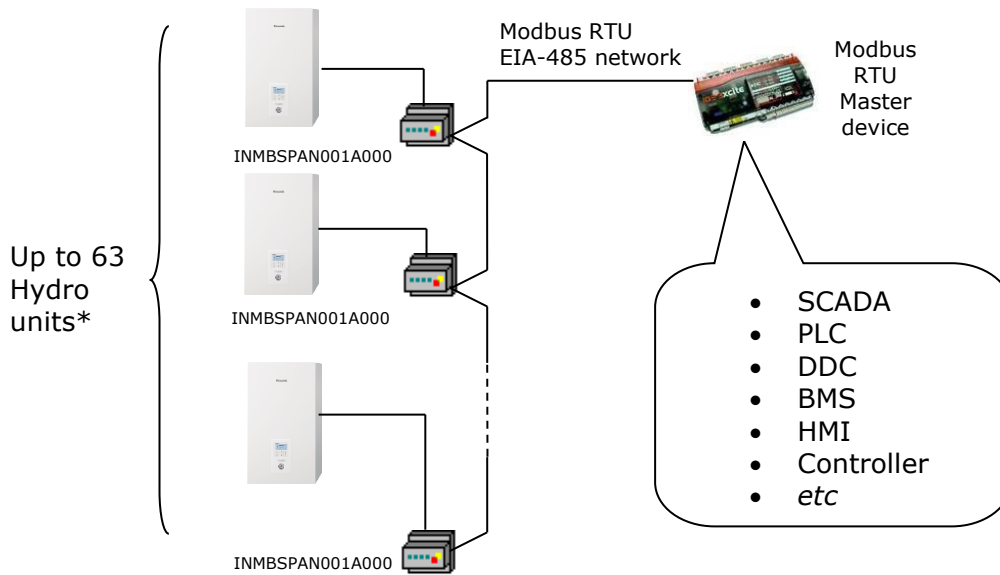 Modbus RTU
EIA-485 network
Modbus
RTU
Master
device
INMBSPAN001A000
Up to 63
Hydro
units*
INMBSPAN001A000
• SCADA
• PLC
• DDC
• BMS
• HMI
• Controller
• etc
INMBSPAN001A000